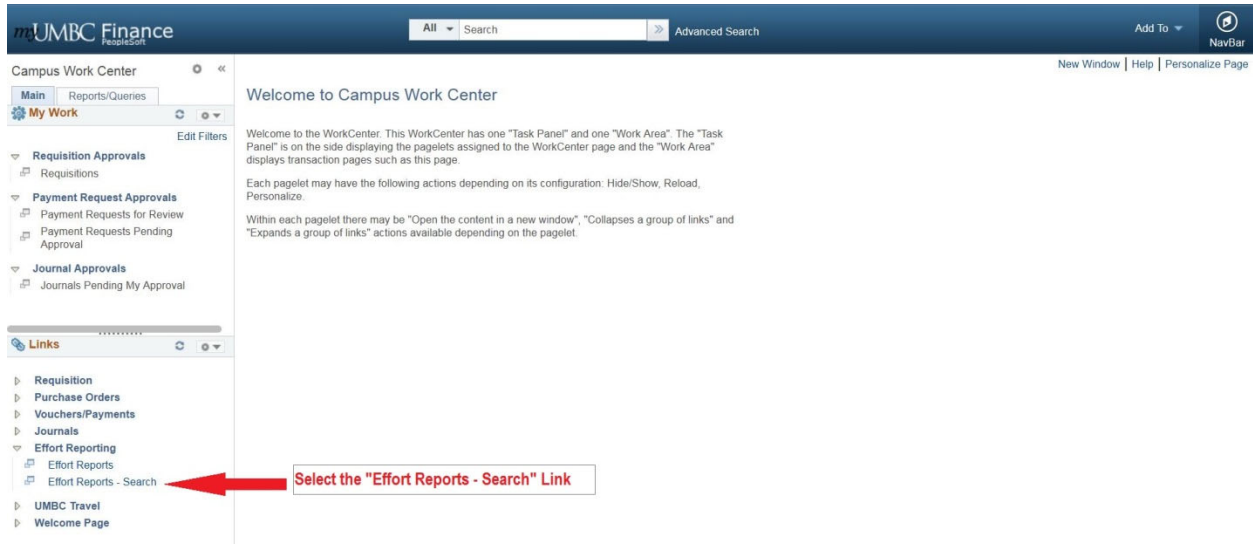 myUMBC Finance
PeopleSoft
All Search Advanced Search
Add To
NavBar
New Window | Help | Personalize Page
Campus Work Center
Main Reports/Queries
My Work
Edit Filters
Requisition Approvals
Requisitions
Payment Request Approvals
Payment Requests for Review
Payment Requests Pending
Approval
Journal Approvals
Journals Pending My Approval
Links
Requisition
Purchase Orders
Vouchers/Payments
Journals
Effort Reporting
Effort Reports
Effort Reports - Search
UMBC Travel
Welcome Page
Welcome to Campus Work Center
Welcome to the WorkCenter. This WorkCenter has one "Task Panel" and one "Work Area". The "Task
Panel" is on the side displaying the pagelets assigned to the WorkCenter page and the "Work Area"
displays transaction pages such as this page.
Each pagelet may have the following actions depending on its configuration: Hide/Show, Reload,
Personalize.
Within each pagelet there may be "Open the content in a new window", "Collapses a group of links" and
"Expands a group of links" actions available depending on the pagelet.
Select the "Effort Reports - Search" Link